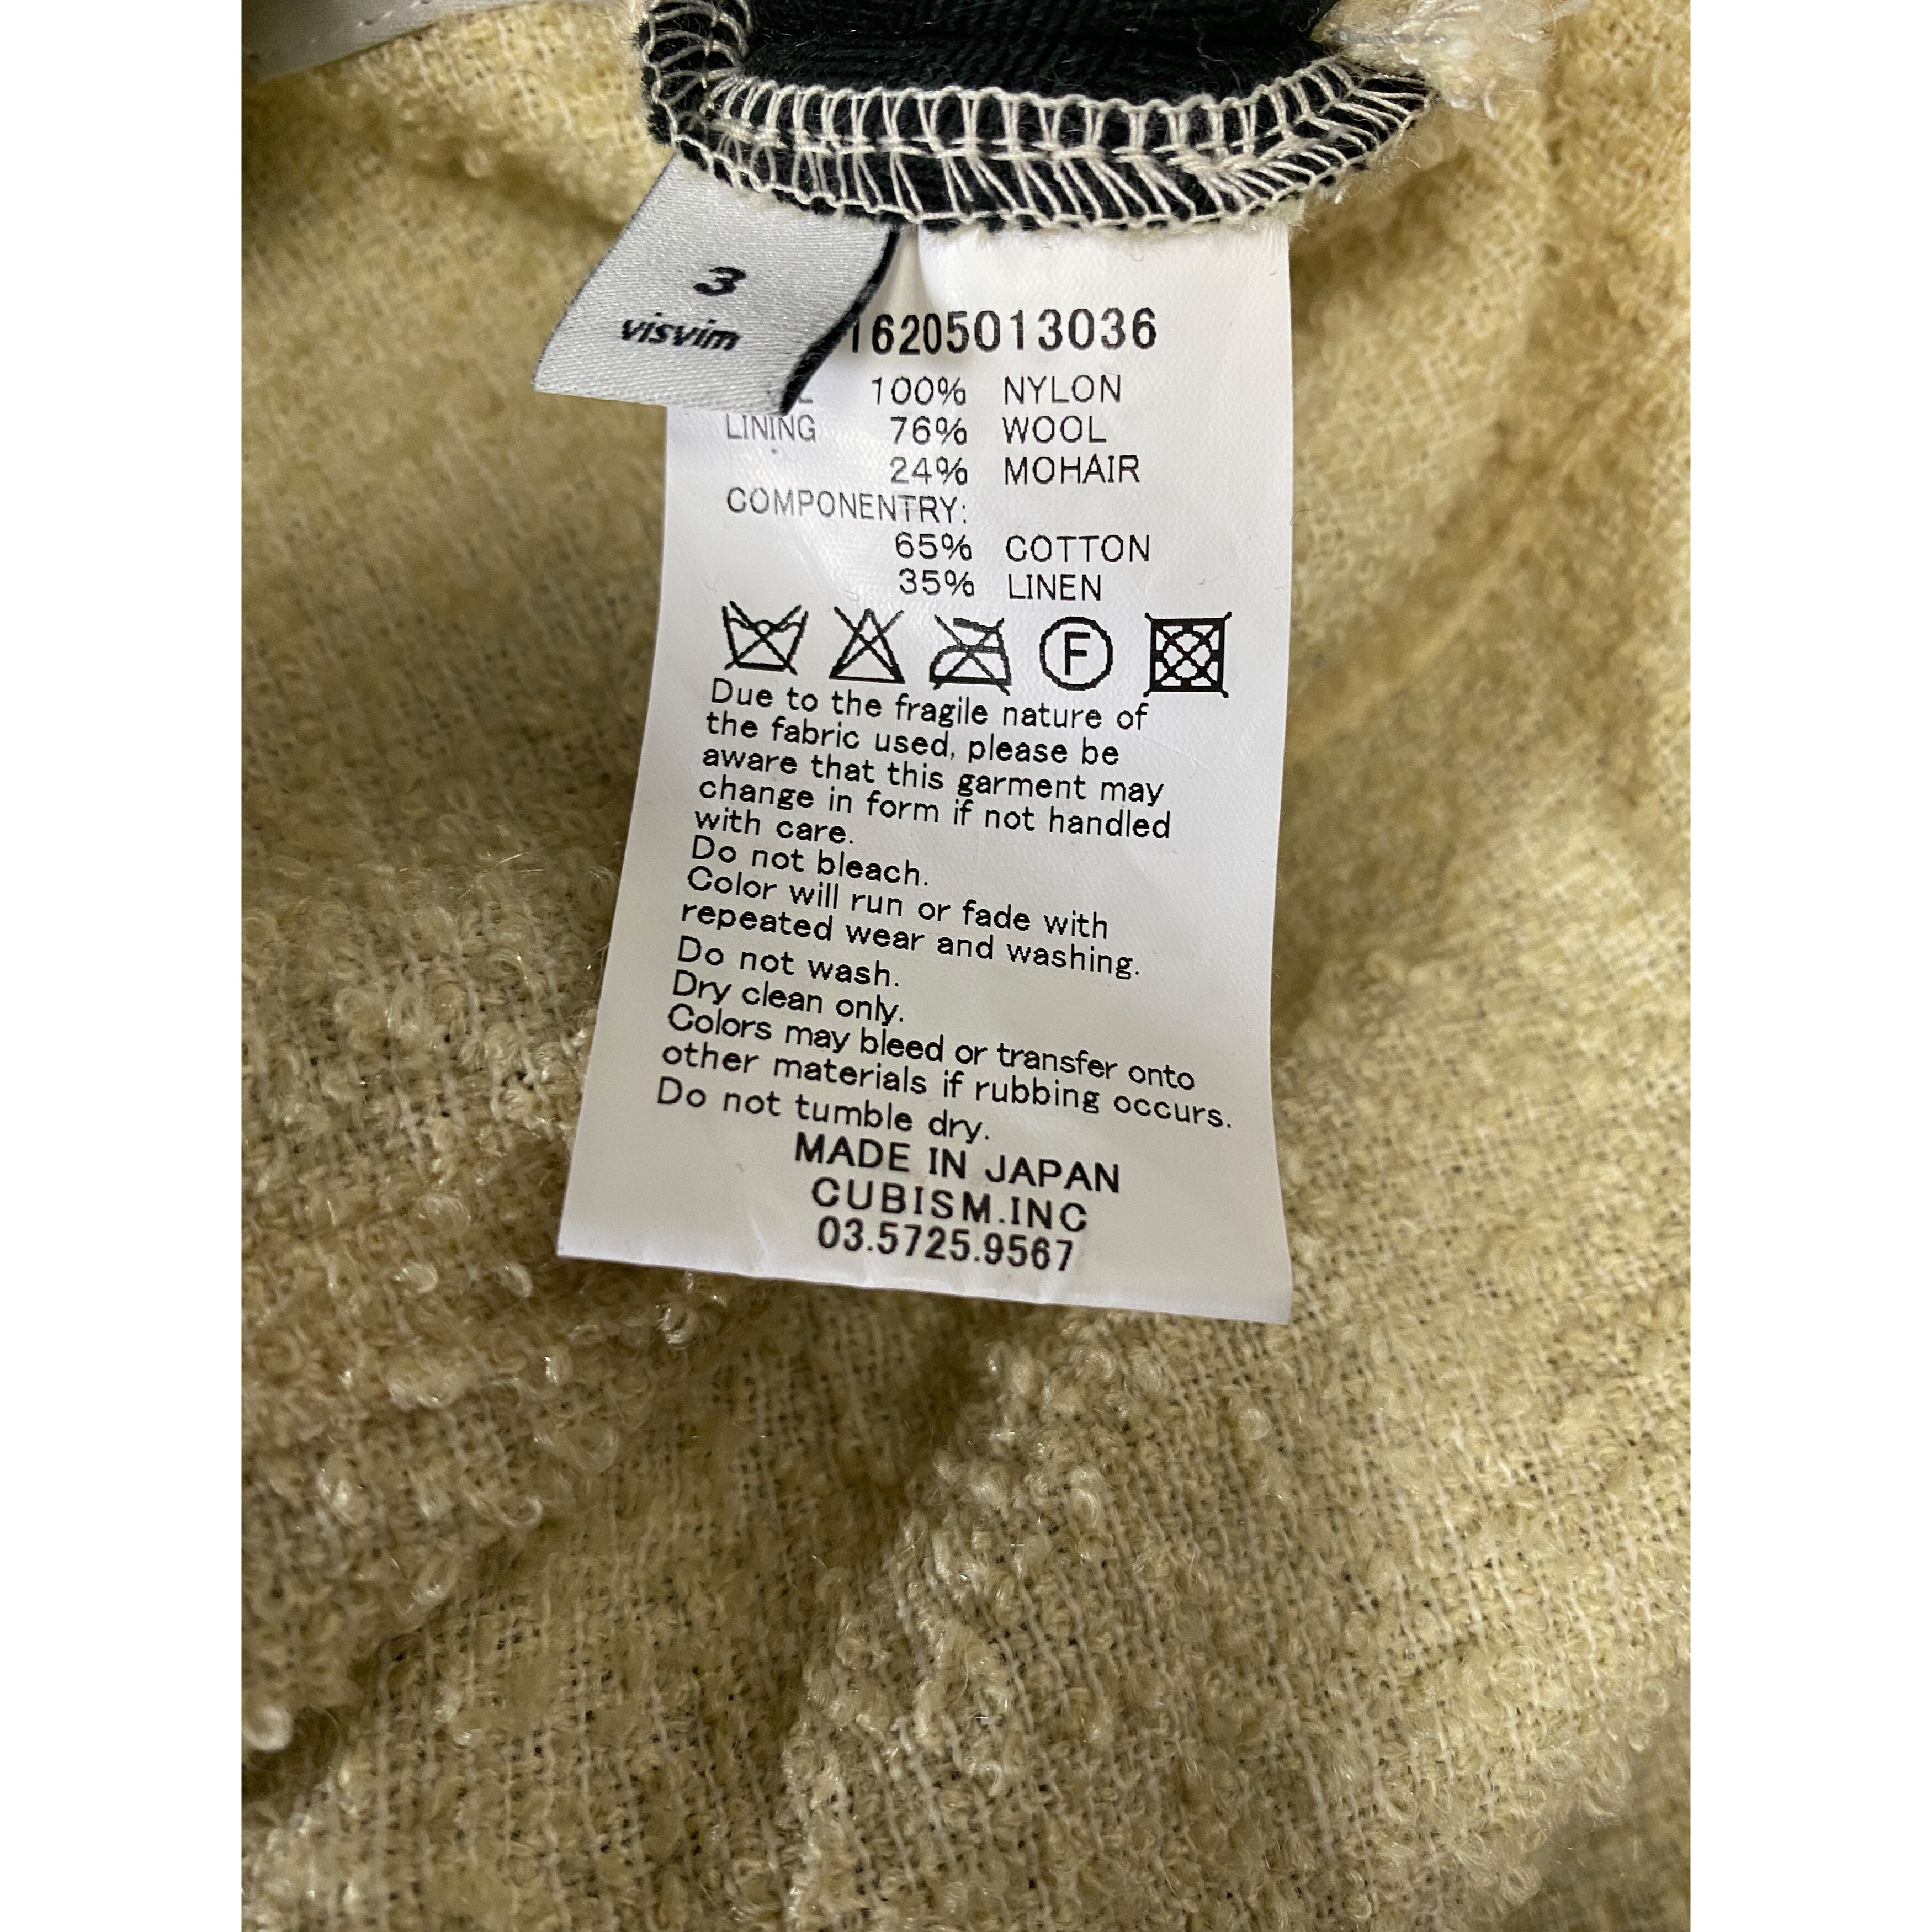 3
visvim
16205013036
100% NYLON
LINING 76% WOOL
24% MOHAIR
COMPONENTRY:
65% COTTON
35% LINEN
F
Due to the fragile nature of
the fabric used, please be
aware that this garment may
change in form if not handled
with care.
Do not bleach.
Color will run or fade with
repeated wear and washing.
Do not wash.
Dry clean only.
Colors may bleed or transfer onto
other materials if rubbing occurs.
Do not tumble dry.
MADE IN JAPAN
CUBISM.INC
03.5725.9567